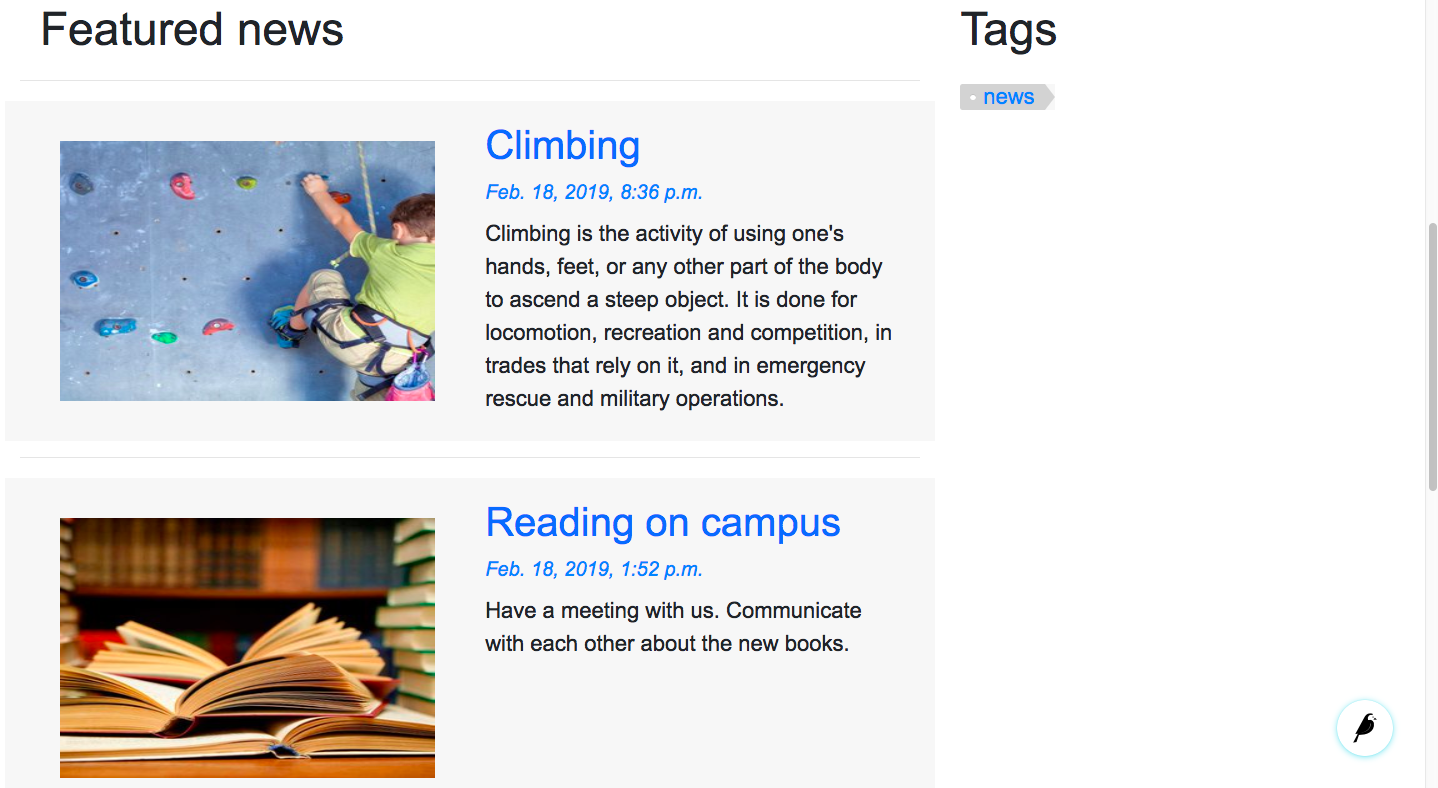 Featured news
Climbing
Feb. 18, 2019, 8:36 p.m.
Climbing is the activity of using one's
hands, feet, or any other part of the body
to ascend a steep object. It is done for
locomotion, recreation and competition, in
trades that rely on it, and in emergency
rescue and military operations.
Reading on campus
Feb. 18, 2019, 1:52 p.m.
Have a meeting with us. Communicate
with each other about the new books.
Tags
news